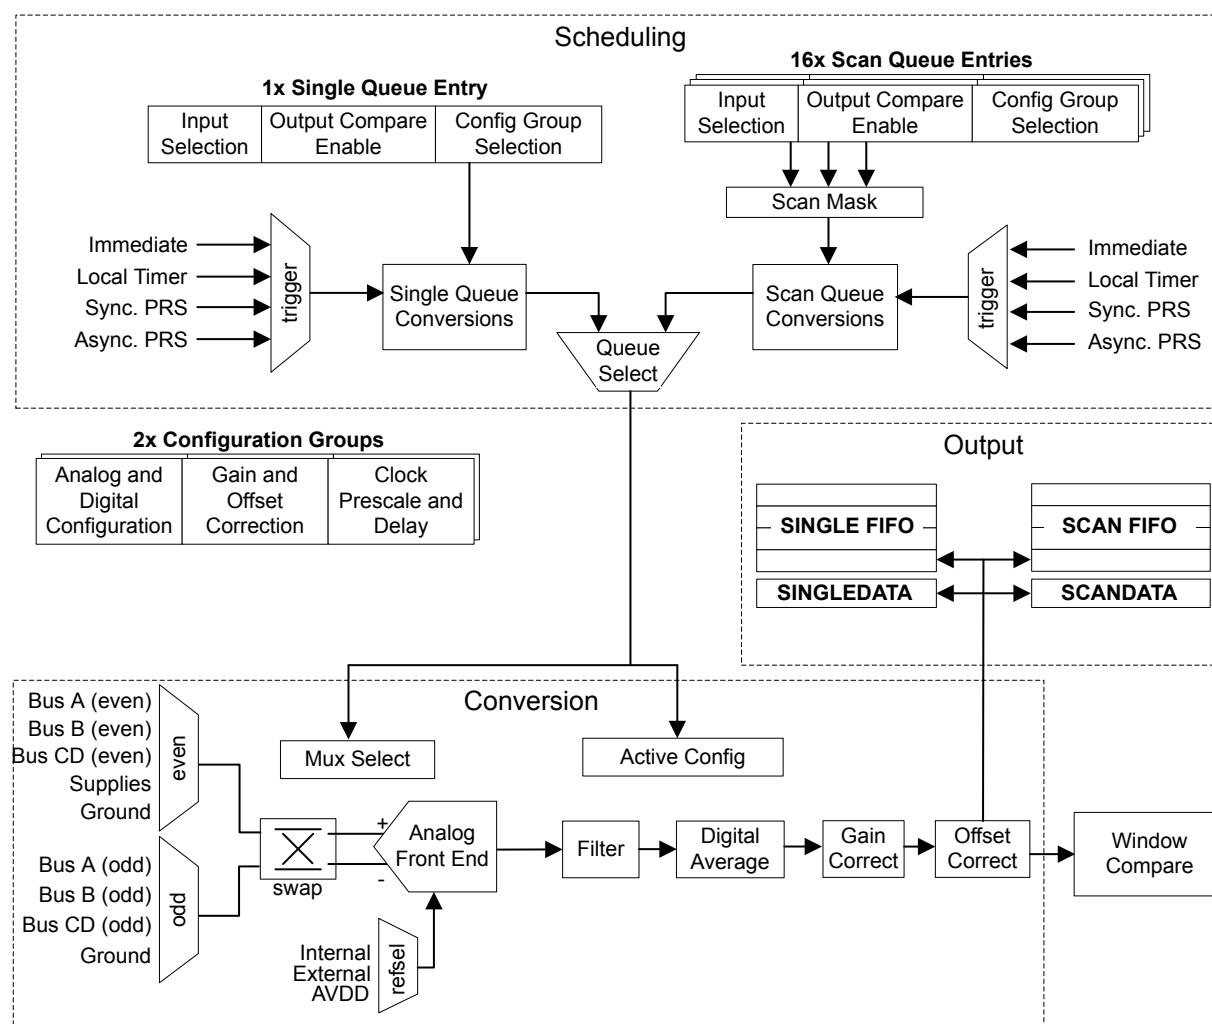 Scheduling
1x Single Queue Entry
Input
Selection
Output Compare
Enable
Config Group
Selection
16x Scan Queue Entries
Input
Selection
Output Compare
Enable
Config Group
Selection
Scan Mask
Immediate
Local Timer
Sync. PRS
Async. PRS
trigger
Single Queue
Conversions
Scan Queue
Conversions
trigger
Immediate
Local Timer
Sync. PRS
Async. PRS
Queue
Select
2x Configuration Groups
Analog and
Digital
Configuration
Gain and
Offset
Correction
Clock
Prescale and
Delay
Output
SINGLE FIFO
SCAN FIFO
SINGLEDATA
SCANDATA
Conversion
Bus A (even)
Bus B (even)
Bus CD (even)
Supplies
Ground
even
Mux Select
Active Config
Bus A (odd)
Bus B (odd)
Bus CD (odd)
Ground
odd
swap
+
-
Analog
Front End
Internal
External
AVDD
refsel
Filter
Digital
Average
Gain
Correct
Offset
Correct
Window
Compare